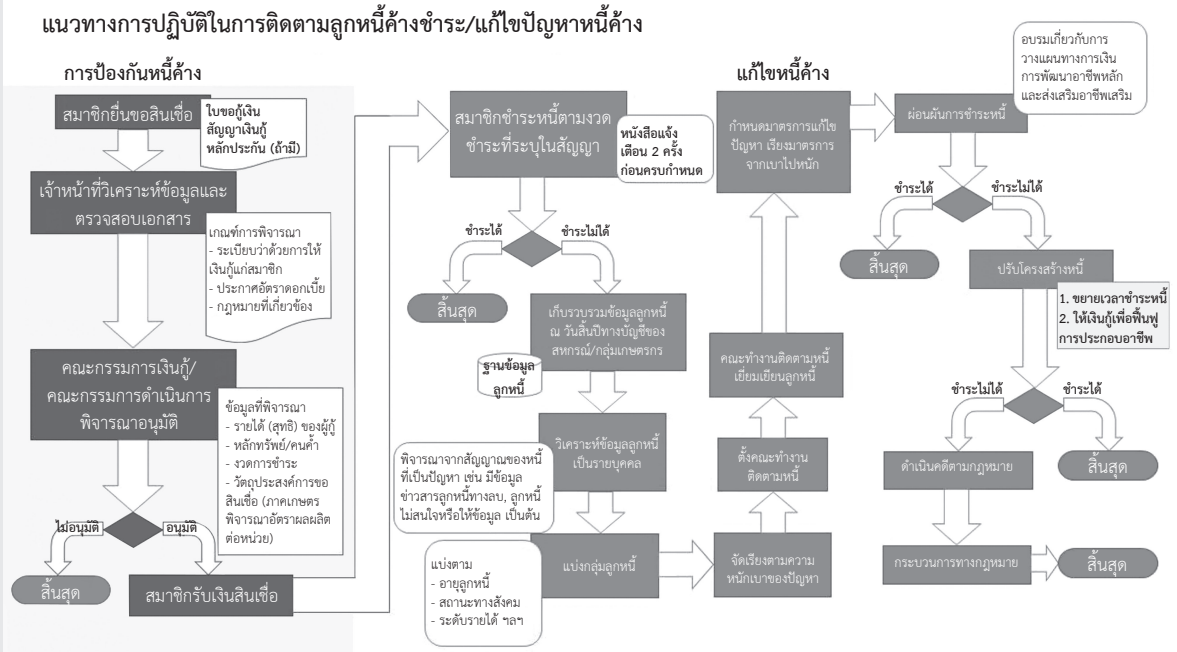 แนวทางการปฏิบัติในการติดตามลูกหนี้ค้างชำระ/แก้ไขปัญหาหนี้ค้าง
การป้องกันหนี้ค้าง
สมาชิกยื่นขอสินเชื่อ
ใบขอกู้เงิน
สัญญาเงินกู้
หลักประกัน (ถ้ามี)
เจ้าหน้าที่วิเคราะห์ข้อมูลและ
ตรวจสอบเอกสาร
เกณฑ์การพิจารณา
- ระเบียบว่าด้วยการให้
เงินกู้แก่สมาชิก
- ประกาศอัตราดอกเบี้ย
- กฎหมายที่เกี่ยวข้อง
คณะกรรมการเงินกู้/
คณะกรรมการดำเนินการ
พิจารณาอนุมัติ
ข้อมูลที่พิจารณา
- รายได้ (สุทธิ) ของผู้กู้
- หลักทรัพย์/คนค้ำ
- งวดการชำระ
- วัตถุประสงค์การขอ
สินเชื่อ (ภาคเกษตร
พิจารณาอัตราผลผลิต
ต่อหน่วย)
ไม่อนุมัติ
อนุมัติ
สิ้นสุด
สมาชิกรับเงินสินเชื่อ
สมาชิกชำระหนี้ตามงวด
ชำระที่ระบุในสัญญา
หนังสือแจ้ง
เตือน 2 ครั้ง
ก่อนครบกำหนด
ชำระได้
ชำระไม่ได้
สิ้นสุด
เก็บรวบรวมข้อมูลลูกหนี้
ณ วันสิ้นปีทางบัญชีของ
สหกรณ์/กลุ่มเกษตรกร
ฐานข้อมูล
ลูกหนี้
วิเคราะห์ข้อมูลลูกหนี้
เป็นรายบุคคล
พิจารณาจากสัญญาณของหนี้
ที่เป็นปัญหา เช่น มีข้อมูล
ข่าวสารลูกหนี้ทางลบ, ลูกหนี้
ไม่สนใจหรือให้ข้อมูล เป็นต้น
แบ่งกลุ่มลูกหนี้
แบ่งตาม
- อายุลูกหนี้
- สถานะทางสังคม
- ระดับรายได้ ฯลฯ
จัดเรียงตามความ
หนักเบาของปัญหา
ตั้งคณะทำงาน
ติดตามหนี้
คณะทำงานติดตามหนี้
เยี่ยมเยียนลูกหนี้
แก้ไขหนี้ค้าง
กำหนดมาตรการแก้ไข
ปัญหา เรียงมาตรการ
จากเบาไปหนัก
ผ่อนผันการชำระหนี้
อบรมเกี่ยวกับการ
วางแผนทางการเงิน
การพัฒนาอาชีพหลัก
และส่งเสริมอาชีพเสริม
ชำระได้
ชำระไม่ได้
สิ้นสุด
ปรับโครงสร้างหนี้
1. ขยายเวลาชำระหนี้
2. ให้เงินกู้เพื่อฟื้นฟู
การประกอบอาชีพ
ชำระไม่ได้
ชำระได้
ดำเนินคดีตามกฎหมาย
สิ้นสุด
กระบวนการทางกฎหมาย
สิ้นสุด